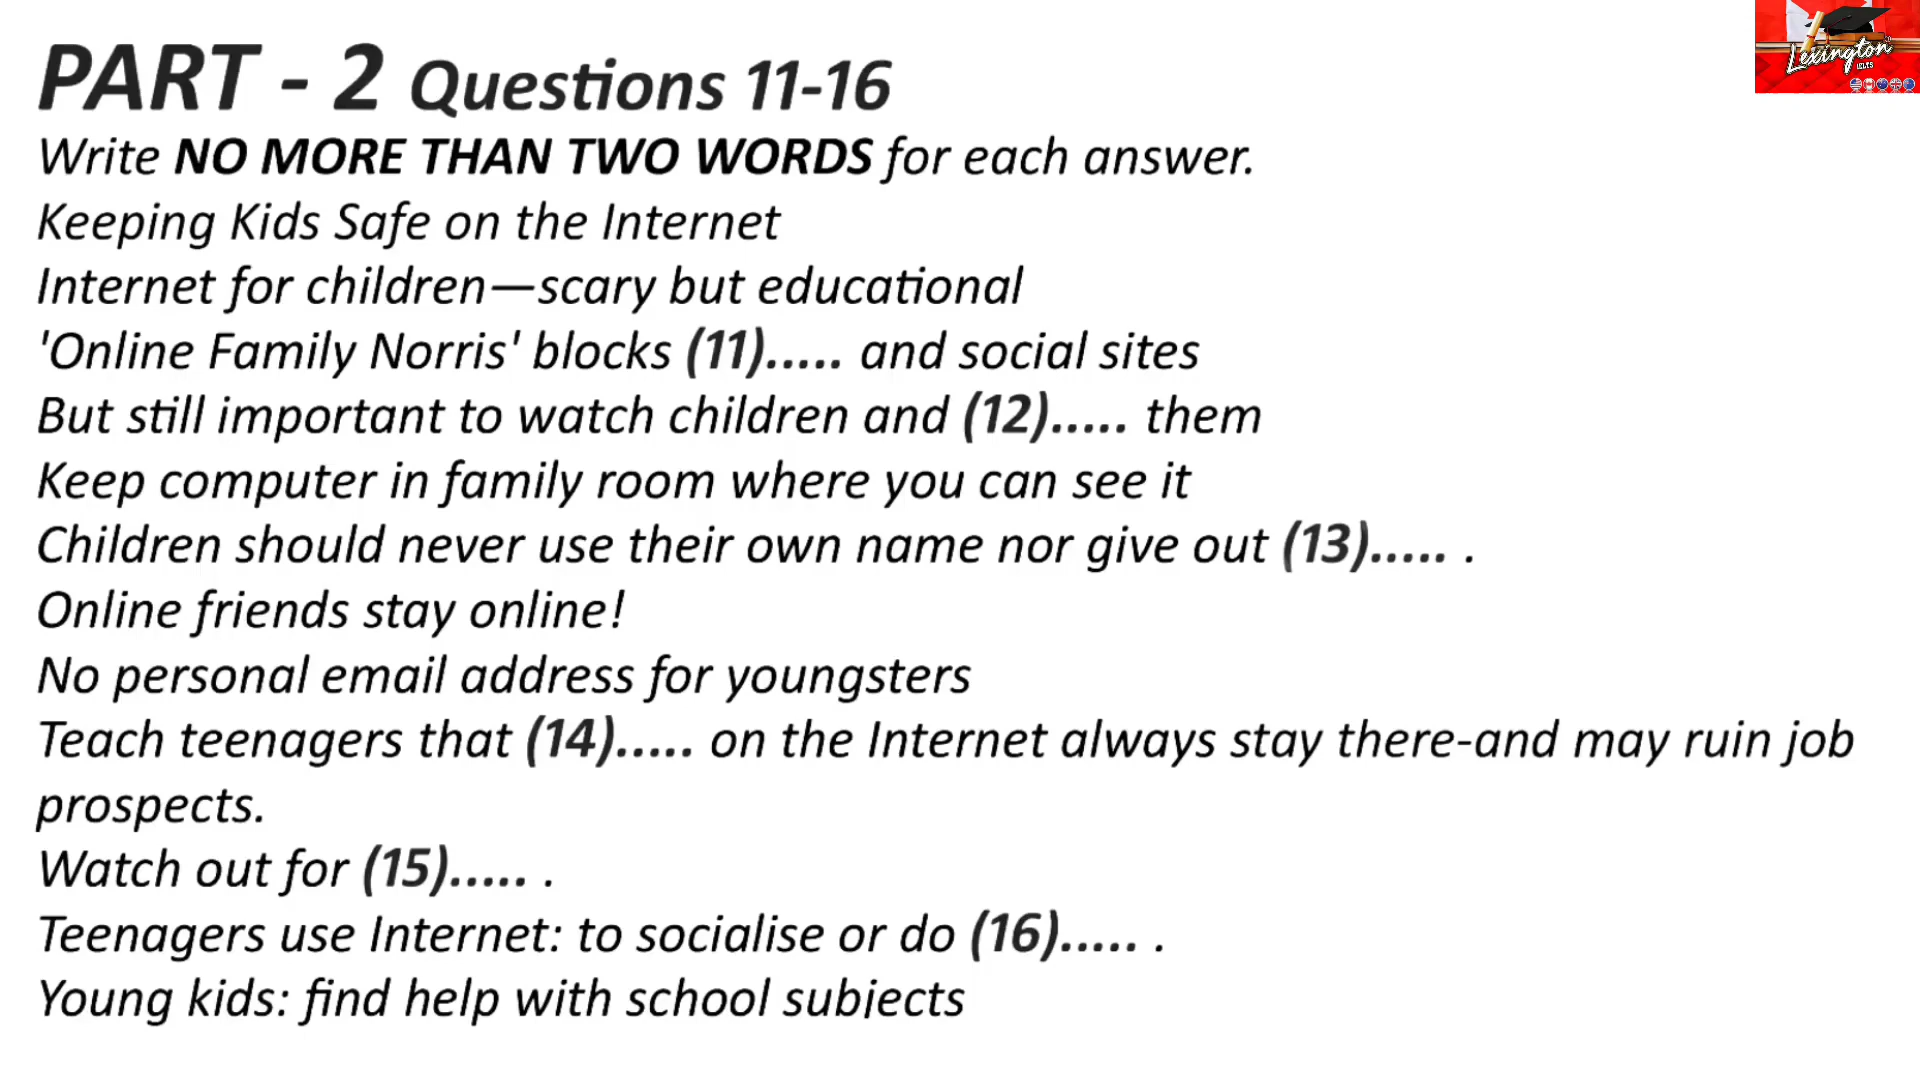 PART - 2 Questions 11-16
Write NO MORE THAN TWO WORDS for each answer.
Keeping Kids Safe on the Internet
Internet for children—scary but educational
'Online Family Norris' blocks (11)..... and social sites
But still important to watch children and (12)..... them
Keep computer in family room where you can see it
Children should never use their own name nor give out (13)..... .
Online friends stay online!
No personal email address for youngsters
Teach teenagers that (14)..... on the Internet always stay there-and may ruin job
prospects.
Watch out for (15)..... .
Teenagers use Internet: to socialise or do (16)..... .
Young kids: find help with school subjects
Lexington
IELTS